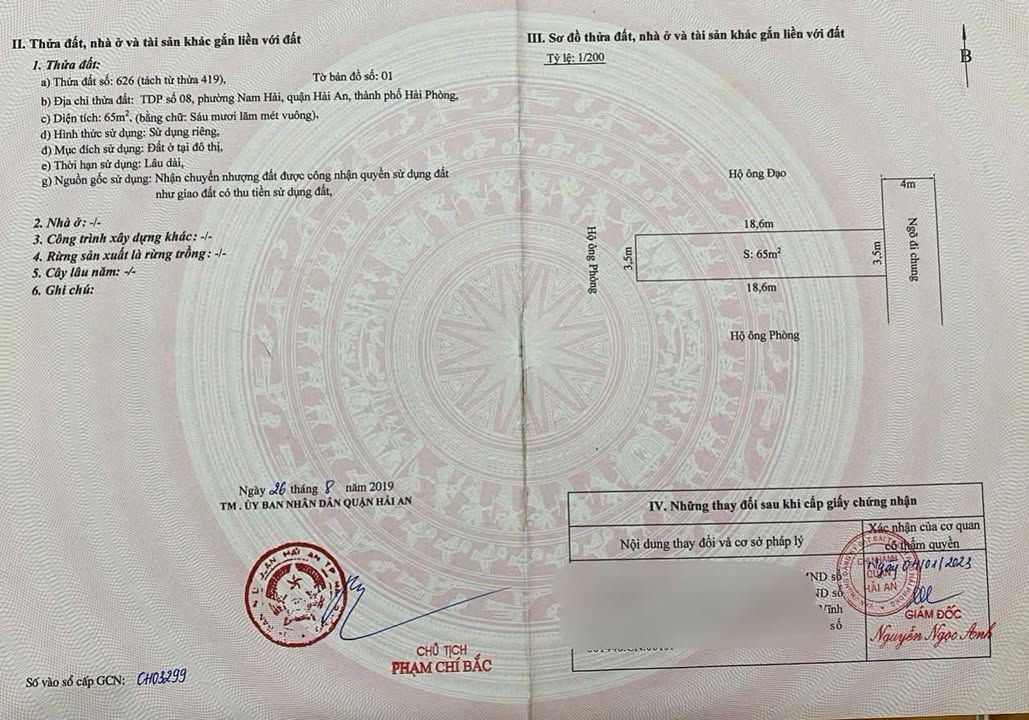 II. Thửa đất, nhà ở và tài sản khác gắn liền với đất
1. Thửa đất:
a) Thửa đất số: 626 (tách từ thửa 419), Tờ bản đồ số: 01
b) Địa chỉ thửa đất: TDP số 08, phường Nam Hải, quận Hải An, thành phố Hải Phòng,
c) Diện tích: 65m², (bằng chữ: Sáu mươi lăm mét vuông),
d) Hình thức sử dụng: Sử dụng riêng,
đ) Mục đích sử dụng: Đất ở tại đô thị,
e) Thời hạn sử dụng: Lâu dài,
g) Nguồn gốc sử dụng: Nhận chuyển nhượng đất được công nhận quyền sử dụng đất
như giao đất có thu tiền sử dụng đất,
2. Nhà ở: -/-
3. Công trình xây dựng khác: -/-
4. Rừng sản xuất là rừng trồng: -/-
5. Cây lâu năm: -/-
6. Ghi chú:
Ngày 26 tháng 8 năm 2019
TM. ỦY BAN NHÂN DÂN QUẬN HẢI AN
CHỦ TỊCH
PHẠM CHÍ BẮC
Số vào sổ cấp GCN: CH03299
III. Sơ đồ thửa đất, nhà ở và tài sản khác gắn liền với đất
Tỷ lệ: 1/200
B
Hộ ông Đạo
4m
18,6m
Hộ ông Phòng
3,5m
S: 65m²
3,5m
Ngõ đi chung
18,6m
Hộ ông Phòng
IV. Những thay đổi sau khi cấp giấy chứng nhận
Nội dung thay đổi và cơ sở pháp lý
Xác nhận của cơ quan
có thẩm quyền
Ngày 04/01/2023
số
số
số
QUẬN
HẢI AN
GIÁM ĐỐC
Nguyễn Ngọc Anh